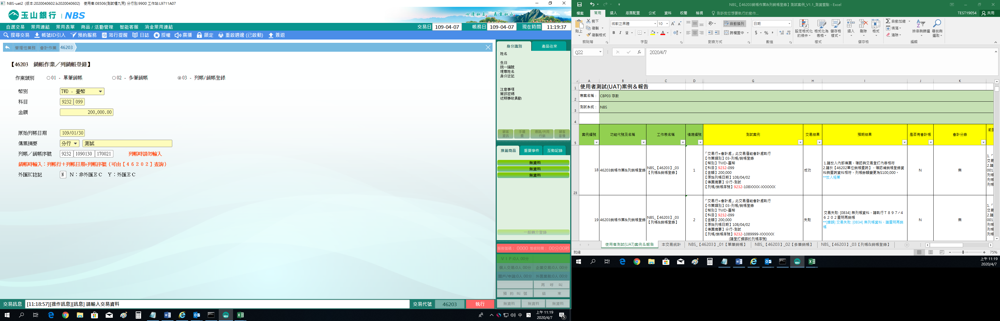 NBS-uat2 (版本:2020040602.b2020040602) 使用者:08506(測試櫃九荒) 分行別:9900 工作站:L9711A07
玉山銀行 | NBS
心清如玉。義重如山。
自選交易 常用連結 常用表單 商品 / 活動管理 智能客服 消金常用連結 交易日 109-04-07 帳務日 109-04-07 現在時間 11:19:37
搜尋交易 帳號ID引入 預約服務 蒞行提醒 日誌 授權 廣播 鎖定 重啟週邊 (已啟動) 簽退
管理性業務 會計作業 46203
【46203 銷帳作業／列銷帳登錄】
作業類別 01 - 單筆銷帳 02 - 多筆銷帳 03 - 列帳/銷帳登錄
幣別 TWD - 臺幣
科目 9232 099
金額 200,000.00
原始列帳日期 109/01/30
傳票摘要 分行 測試
列帳／銷帳序號 9232 1090130 170021 列帳時請勿輸入
銷帳時輸入：列帳行＋列帳日期+列帳序號（可由［４６２０２］查詢）
外匯EC註記 N Ｎ：非外匯ＥＣ Ｙ：外匯ＥＣ
身分識別 產品往來
姓名
生日
統一編號
理專姓名
身分註記
注意事項
簡訊密碼
近期事故異動
顧客資訊 手續費 通路/共同行銷 顧客影像
推薦商品 重要事件 互動記錄
無資料
無資料
無資料
一般轉介登錄
服務號碼： 0000 等候時間： 00分00秒
ＶＩＰ:0人 00分
個人交易:0人 00分 企業交易:0人 00分
開戶/申請:0人 00分 外匯業務:0人 00分
再 呼 叫
預 約 叫 號 結 束
無資料 無資料 無資料
交易訊息 [11:18:57][操作訊息][訊息] 請輸入交易資料 交易代號 46203 執行
中 上午 11:19
2020/4/7
5
NBS_【46203銷帳作業&列銷帳登錄】測試案例_V1.1_測資盤點 - Excel
檔案 常用 插入 版面配置 公式 資料 校閱 檢視 告訴我您想要執行的動作... TEST19054 共用
貼上 剪下 複製 複製格式 剪貼簿
微軟正黑體 10 B I U 字型
自動換列 跨欄置中 對齊方式
日期 $ % 數值
設定格式化的條件 格式化為表格 儲存格樣式 樣式
插入 刪除 格式 儲存格
自動加總 填滿 清除 排序與篩選 尋找與選取 編輯
Q22 fx 2020/4/7
A B C D G H I J K
1 使用者測試(UAT)案例＆報告
2 專案名稱： CBP03 存款
3 測試系統： NBS
4
5 案例編號 功能代號及名稱 工作表名稱 情境編號 測試案例 交易結果 預期結果 是否有會計帳 會計分錄
23 18 46203銷帳作業&列銷帳登錄 NBS_【46203】_03【列帳&銷帳登錄】 1
「交易行=會計處」此交易僅能會計處執行
【作業類別】03-列帳/銷帳登錄
【幣別】TWD-臺幣
【科目】9232-099
【金額】200,000
【原始列帳日期】108/04/02
【傳票摘要】分行-測試
【列帳/銷帳序號】9232-108XXXX-XXXXXX
成功
1.請放入內部傳票，確認與交易登打內容相符
2.請於【46202單位銷帳查詢】，確認補銷帳登錄資料與查詢資料相符，列帳餘額變更為$100,000。
**放入短單
N 無
19 46203銷帳作業&列銷帳登錄 NBS_【46203】_03【列帳&銷帳登錄】 2
「交易行=會計處」此交易僅能會計處執行
【作業類別】03-列帳/銷帳登錄
【幣別】TWD-臺幣
【科目】9232-099
【金額】200,000
【原始列帳日期】108/04/02
【傳票摘要】分行-測試
【列帳/銷帳序號】9232-1089999-XXXXXX
(請登打錯誤的列帳序號)
失敗
交易失敗: [0834] 無列帳資料，請執行Ｔ８９７／４６２０２查明再銷帳
**[錯誤] 交易失敗: [0834] 無列帳資料，請查明再銷帳
N 無
使用者測試(UAT)案例＆報告 本交易統計 NBS_【46203】_01【單筆銷帳】 NBS_【46203】_02【多筆銷帳】 NBS_【46203】_03【列帳&銷帳登錄】
就緒 75%
上午 11:19
2020/4/7